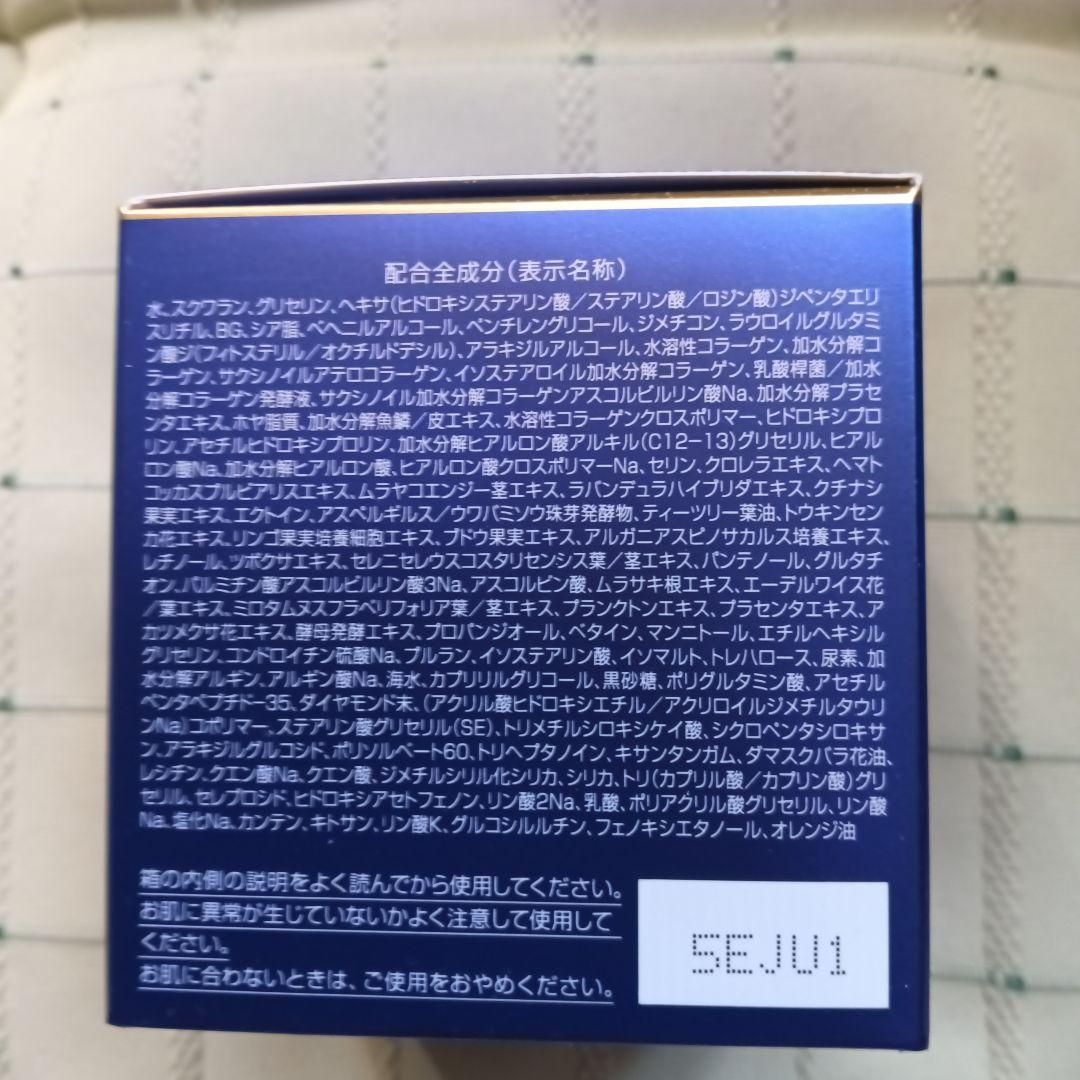 配合全成分(表示名称)
水、スクワラン、グリセリン、ヘキサ(ヒドロキシステアリン酸/ステアリン酸/ロジン酸)ジペンタエリ
スリチル、BG、シア脂、ベヘニルアルコール、ペンチレングリコール、ジメチコン、ラウロイルグルタミ
ン酸ジ(フィトステリル/オクチルドデシル)、アラキジルアルコール、水溶性コラーゲン、加水分解コ
ラーゲン、サクシノイルアテロコラーゲン、イソステアロイル加水分解コラーゲン、乳酸桿菌/加水
分解コラーゲン発酵液、サクシノイル加水分解コラーゲンアスコルビルリン酸Na、加水分解プラセ
ンタエキス、ホヤ脂質、加水分解魚鱗/皮エキス、水溶性コラーゲンクロスポリマー、ヒドロキシプロ
リン、アセチルヒドロキシプロリン、加水分解ヒアルロン酸アルキル(C12-13)グリセリル、ヒアル
ロン酸Na、加水分解ヒアルロン酸、ヒアルロン酸クロスポリマーNa、セリン、クロレラエキス、ヘマト
コッカスプルビアリスエキス、ムラヤコエンジー茎エキス、ラバンデュラハイブリダエキス、クチナシ
果実エキス、エクトイン、アスペルギルス/ウワバミソウ珠芽発酵物、ティーツリー葉油、トウキンセン
カ花エキス、リンゴ果実培養細胞エキス、ブドウ果実エキス、アルガニアスピノサカルス培養エキス、
レチノール、ツボクサエキス、セレニセレウスコスタリセンシス葉/茎エキス、パンテノール、グルタチ
オン、パルミチン酸アスコルビルリン酸3Na、アスコルビン酸、ムラサキ根エキス、エーデルワイス花
/葉エキス、ミロタムヌスフラベリフォリア葉/茎エキス、プランクトンエキス、プラセンタエキス、ア
カツメクサ花エキス、酵母発酵エキス、プロパンジオール、ベタイン、マンニトール、エチルヘキシル
グリセリン、コンドロイチン硫酸Na、プルラン、イソステアリン酸、イソマルト、トレハロース、尿素、加
水分解アルギン、アルギン酸Na、海水、カプリリルグリコール、黒砂糖、ポリグルタミン酸、アセチル
ペンタペプチド-35、ダイヤモンド末、(アクリル酸ヒドロキシエチル/アクリロイルジメチルタウリ
ンNa)コポリマー、ステアリン酸グリセリル(SE)、トリメチルシロキシケイ酸、シクロペンタシロキサ
ン、アラキジルグルコシド、ポリソルベート60、トリヘプタノイン、キサンタンガム、ダマスクバラ花油、
レシチン、クエン酸Na、クエン酸、ジメチルシリル化シリカ、シリカ、トリ(カプリル酸/カプリン酸)グリ
セリル、セレブロシド、ヒドロキシアセトフェノン、リン酸2Na、乳酸、ポリアクリル酸グリセリル、リン酸
Na、塩化Na、カンテン、キトサン、リン酸K、グルコシルルチン、フェノキシエタノール、オレンジ油
箱の内側の説明をよく読んでから使用してください。
お肌に異常が生じていないかよく注意して使用して
ください。
お肌に合わないときは、ご使用をおやめください。
5EJU1